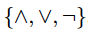 {∧, ∨, ¬}